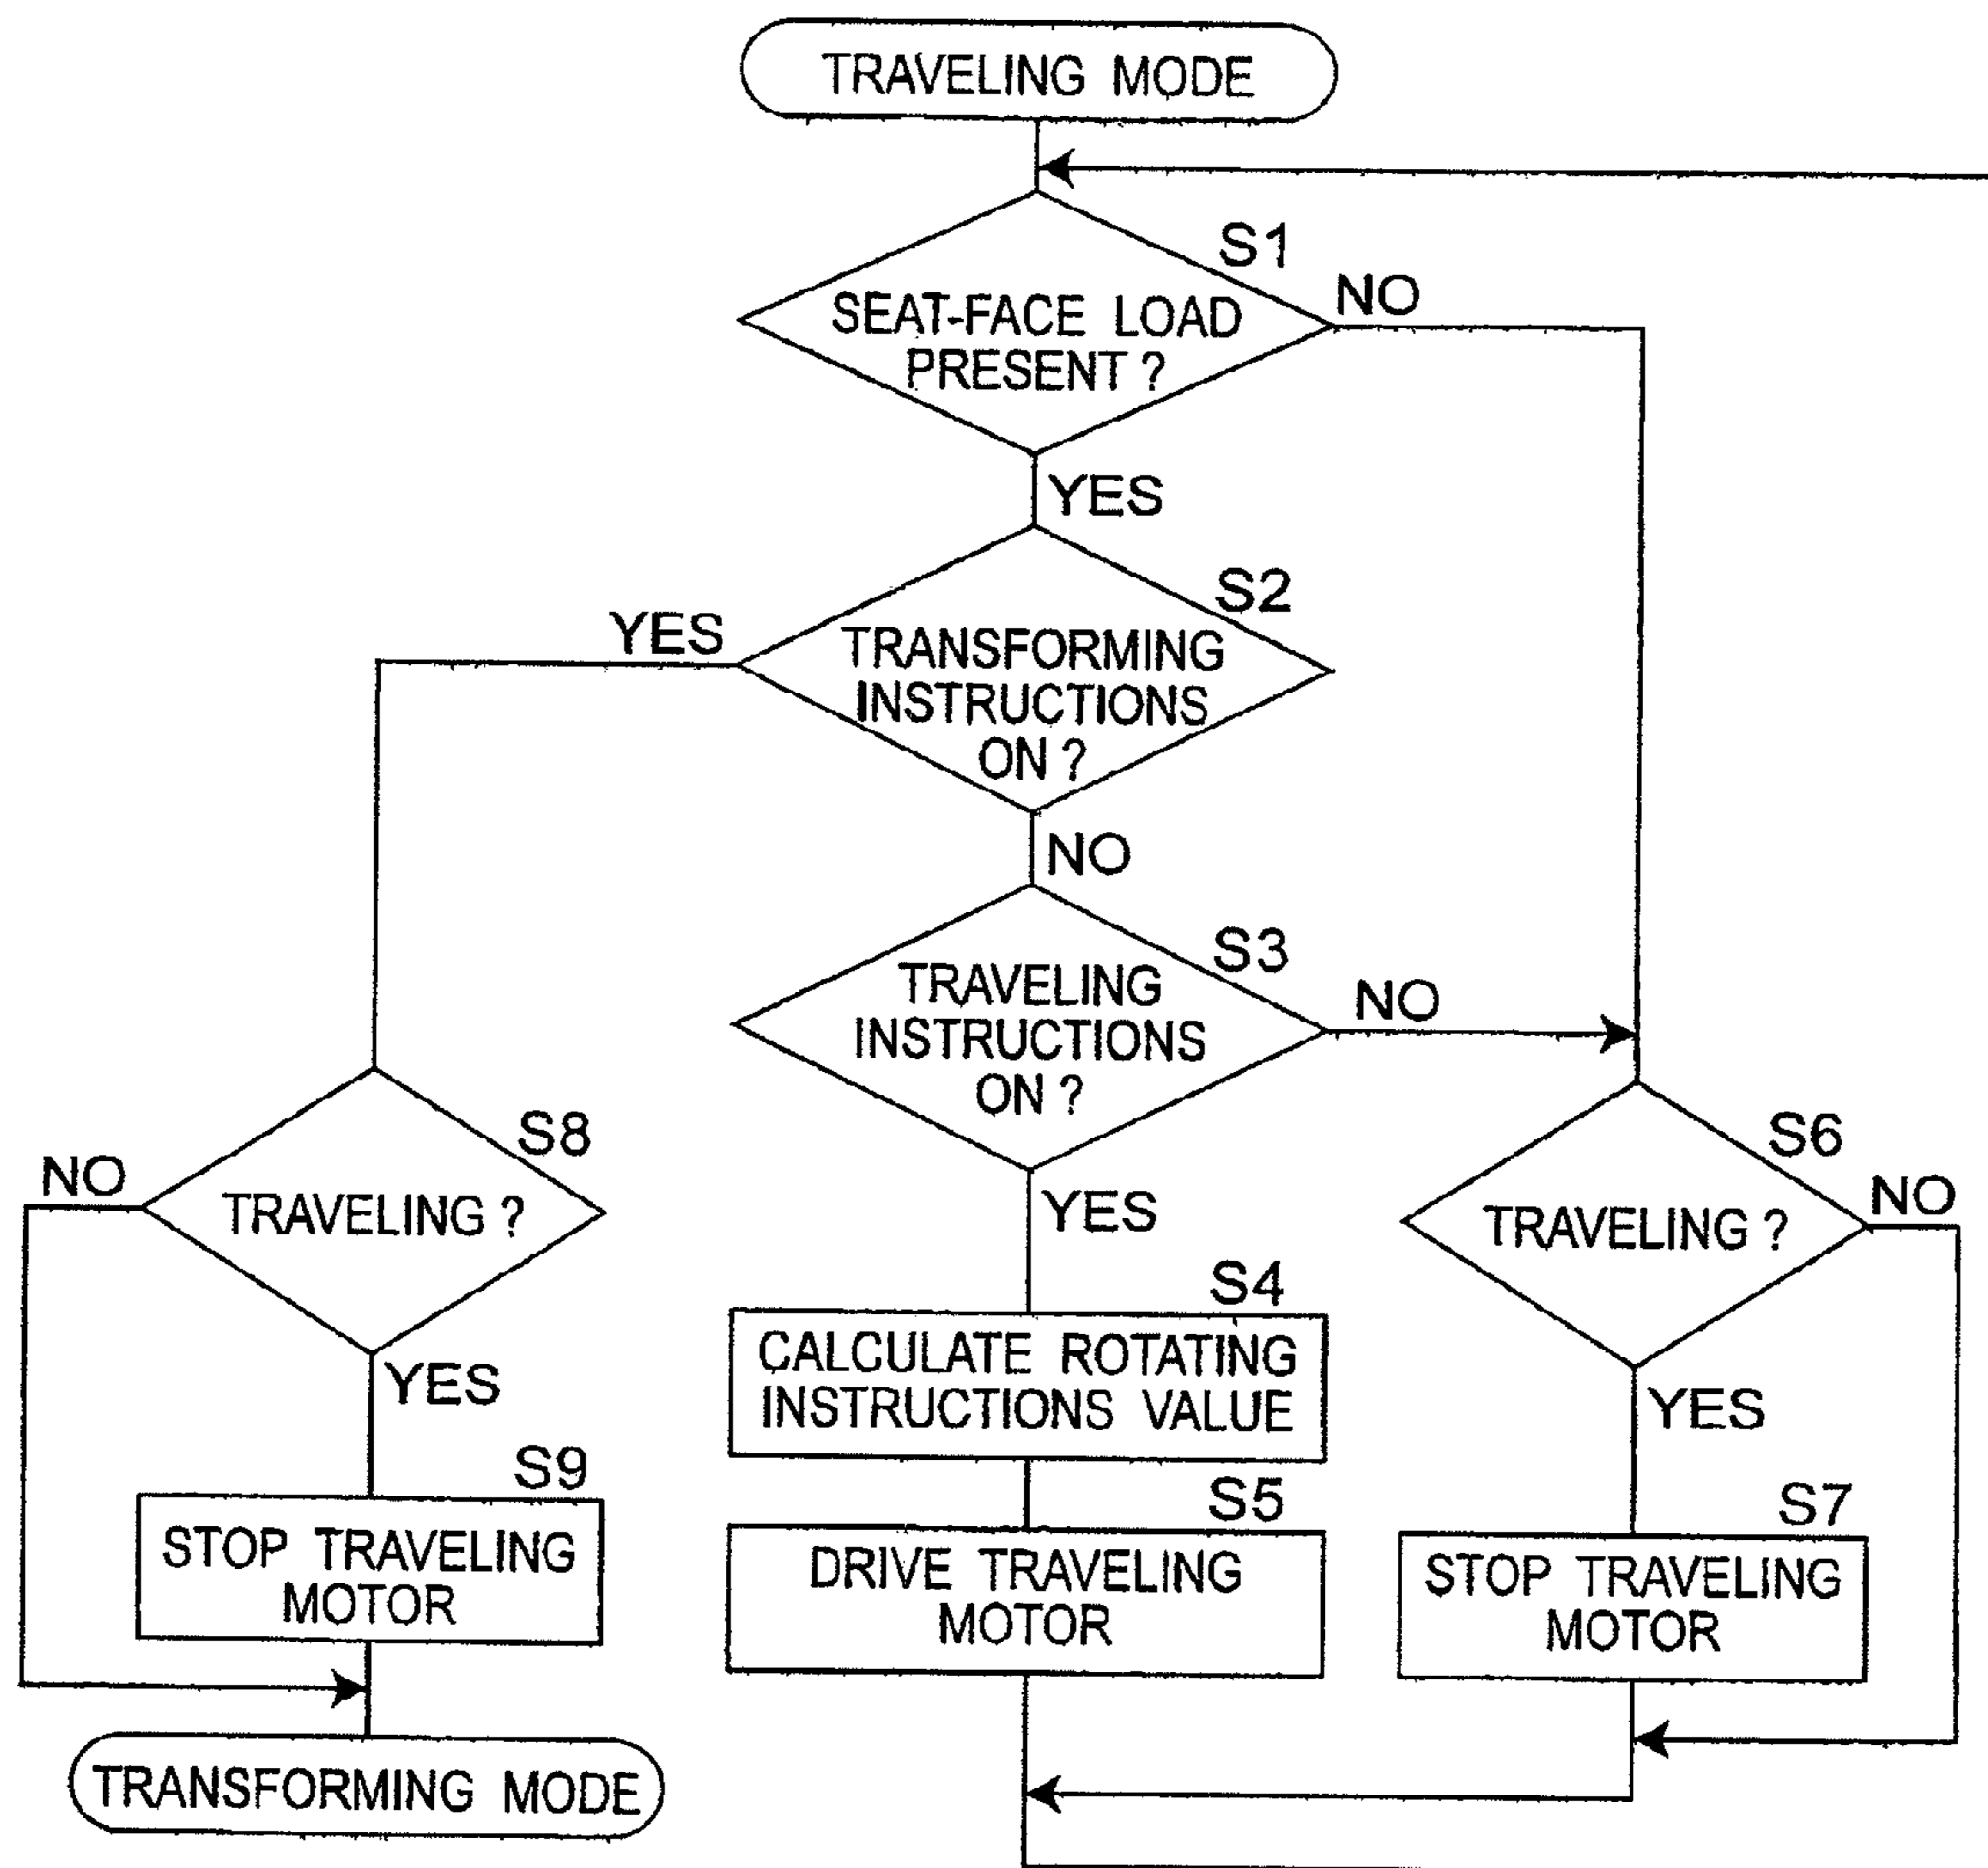 TRAVELING MODE
S1
SEAT-FACE LOAD
PRESENT ?
NO
YES
S2
YES
TRANSFORMING
INSTRUCTIONS
ON ?
NO
S3
TRAVELING
INSTRUCTIONS
ON ?
NO
S8
NO
TRAVELING ?
YES
S6
TRAVELING ?
NO
YES
S4
CALCULATE ROTATING
INSTRUCTIONS VALUE
YES
S9
STOP TRAVELING
MOTOR
S5
DRIVE TRAVELING
MOTOR
S7
STOP TRAVELING
MOTOR
TRANSFORMING MODE